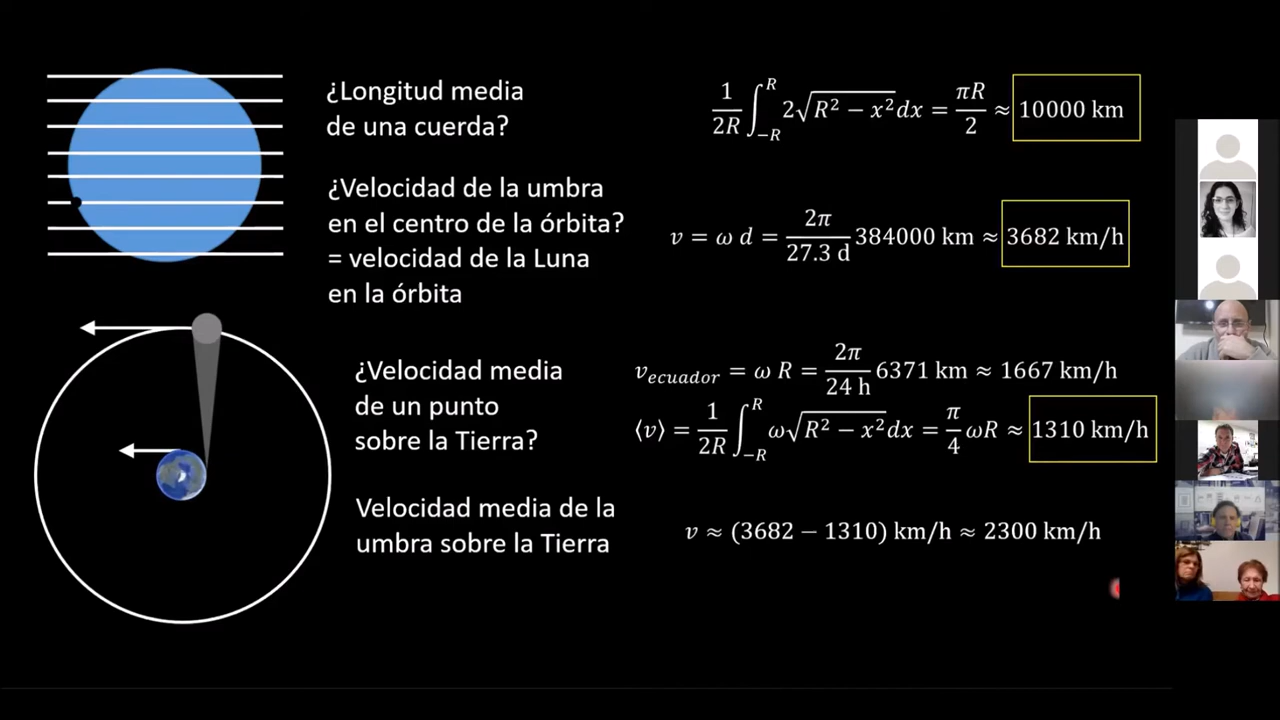 ¿Longitud media
de una cuerda?
1/2R ∫_{-R}^{R} 2√(R² − x²) dx = πR/2 ≈ 10000 km
¿Velocidad de la umbra
en el centro de la órbita?
= velocidad de la Luna
en la órbita
v = ω d = 2π/27.3 d 384000 km ≈ 3682 km/h
¿Velocidad media
de un punto
sobre la Tierra?
v_ecuador = ω R = 2π/24 h 6371 km ≈ 1667 km/h
⟨v⟩ = 1/2R ∫_{-R}^{R} ω√(R² − x²) dx = π/4 ωR ≈ 1310 km/h
Velocidad media de la
umbra sobre la Tierra
v ≈ (3682 − 1310) km/h ≈ 2300 km/h